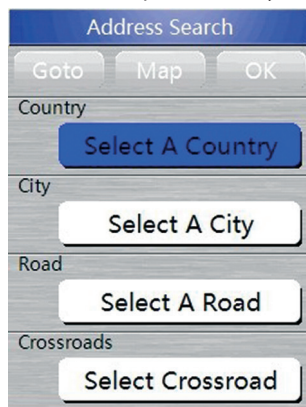 Address Search
Goto Map OK
Country
Select A Country
City
Select A City
Road
Select A Road
Crossroads
Select Crossroad